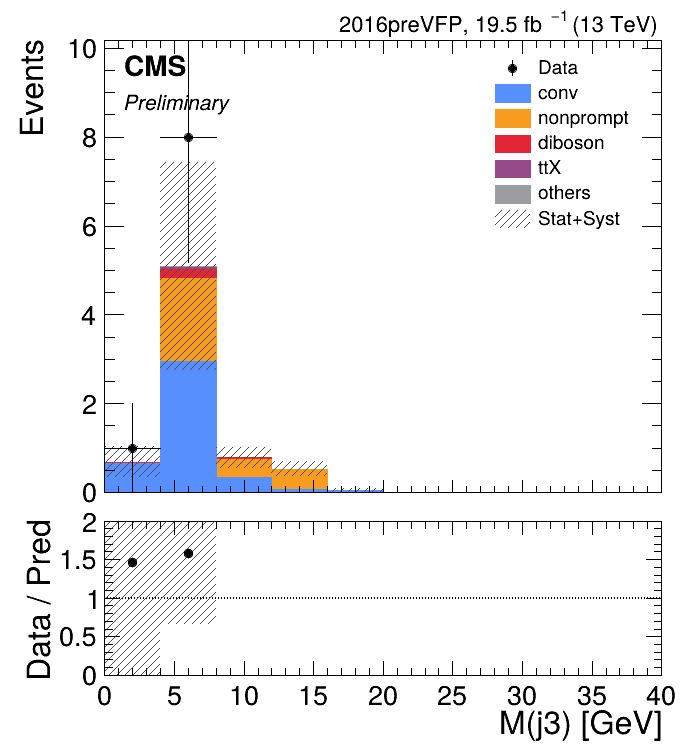 2016preVFP, 19.5 fb⁻¹ (13 TeV)
Events
10
8
6
4
2
0
CMS
Preliminary
Data
conv
nonprompt
diboson
ttX
others
Stat+Syst
Data / Pred
2
1.5
1
0.5
0
0 5 10 15 20 25 30 35 40
M(j3) [GeV]